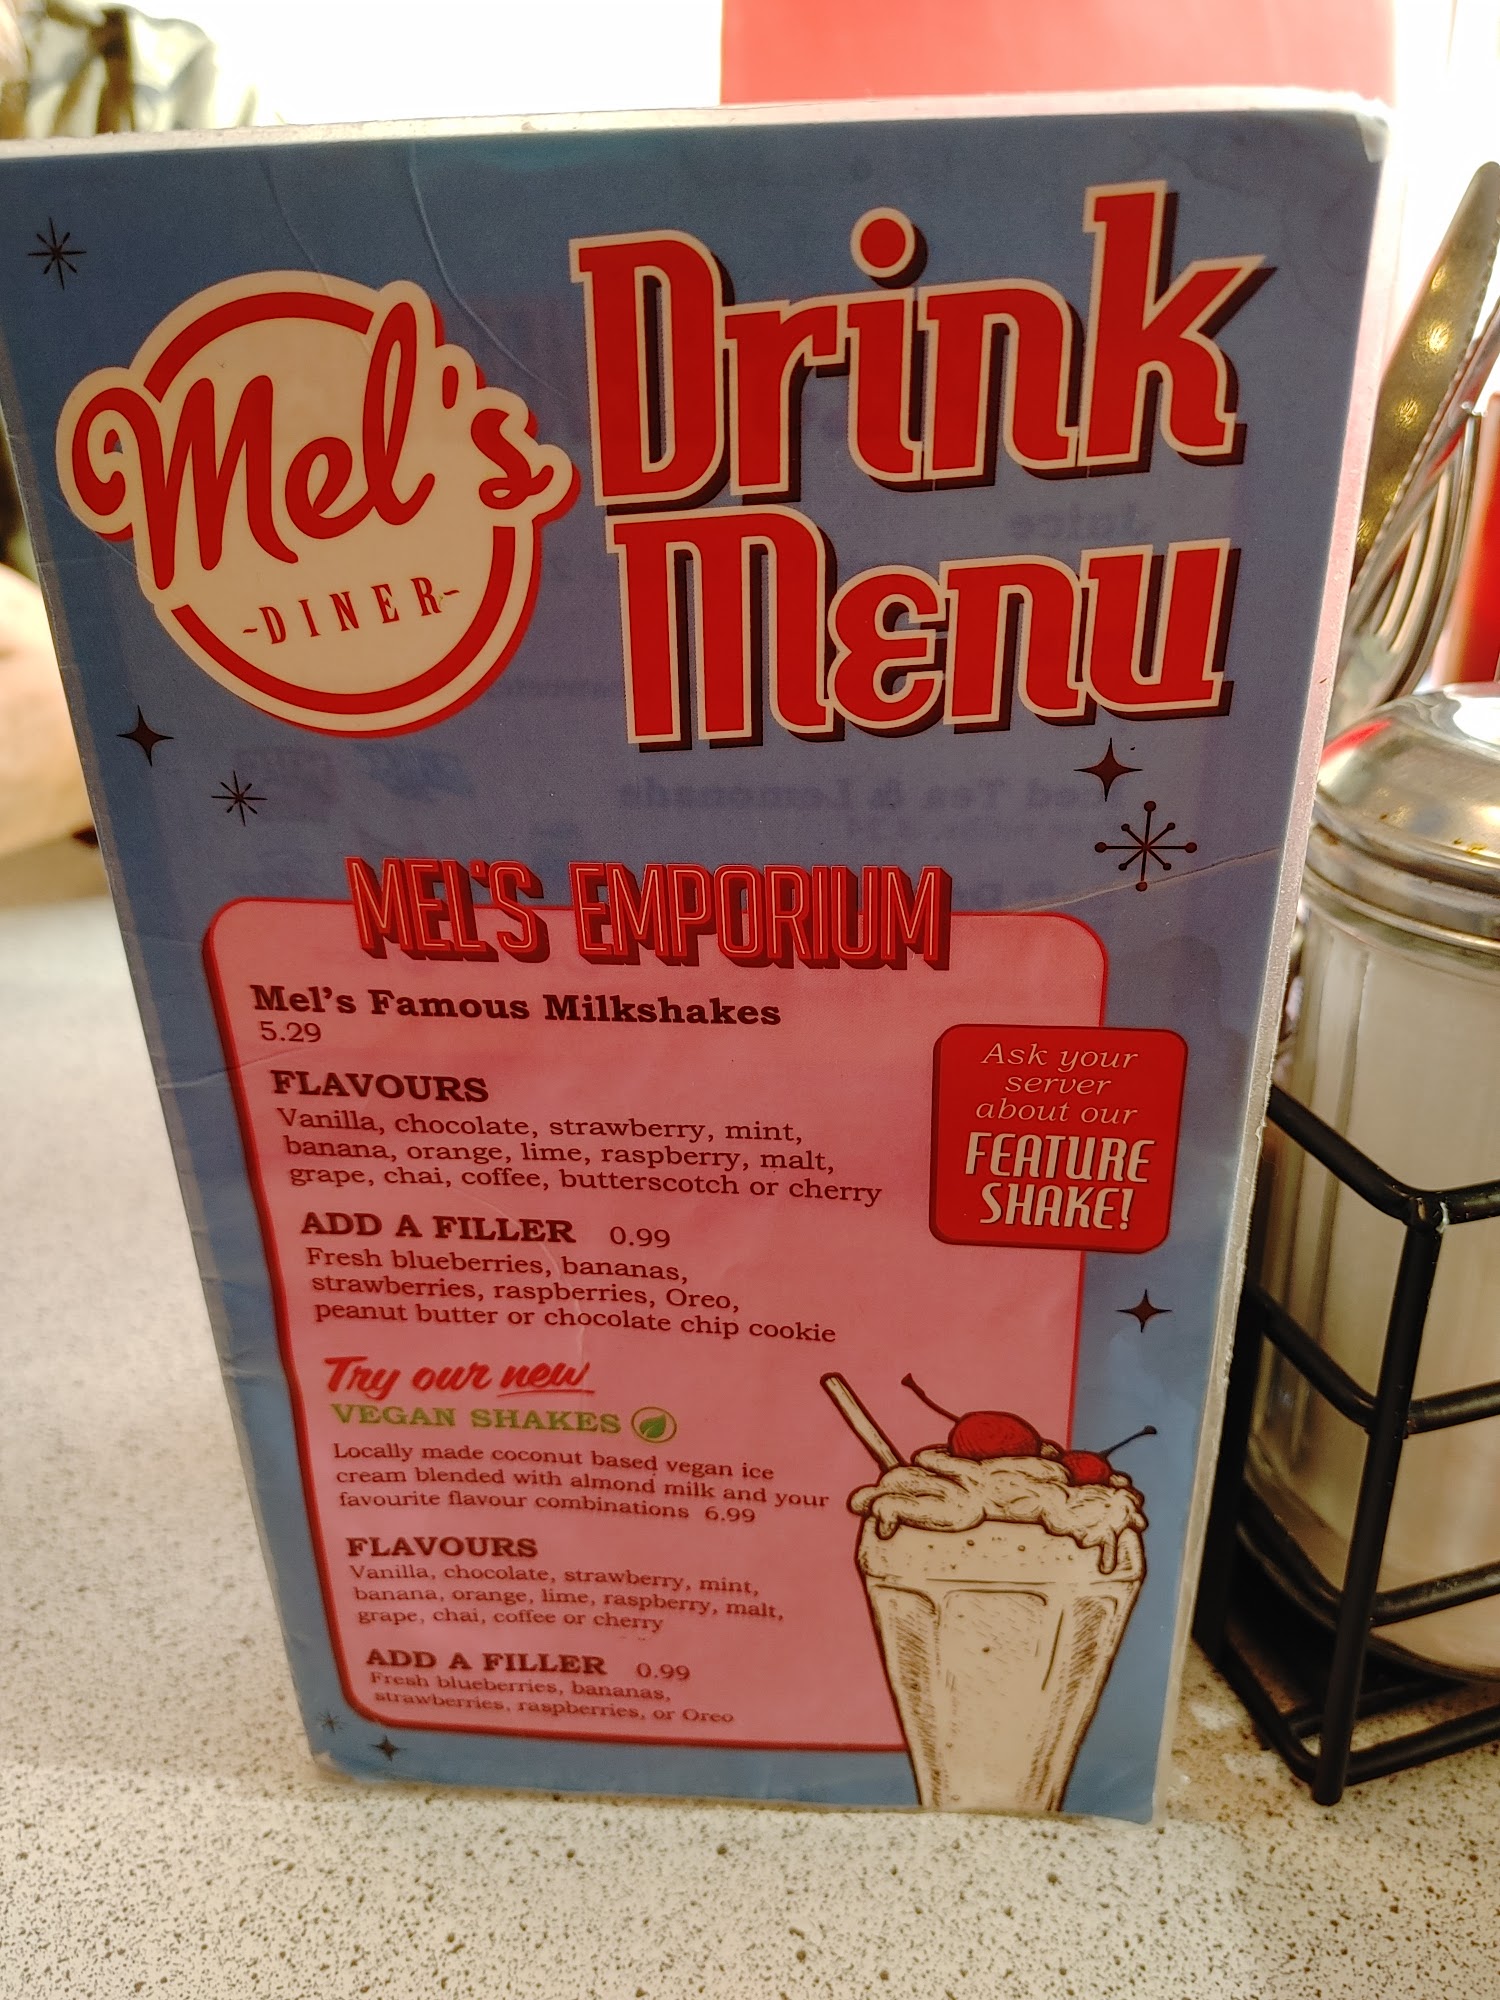 Mel's
~DINER~
Drink
Menu
MEL'S EMPORIUM
Mel's Famous Milkshakes
5.29
FLAVOURS
Vanilla, chocolate, strawberry, mint,
banana, orange, lime, raspberry, malt,
grape, chai, coffee, butterscotch or cherry
Ask your
server
about our
FEATURE
SHAKE!
ADD A FILLER 0.99
Fresh blueberries, bananas,
strawberries, raspberries, Oreo,
peanut butter or chocolate chip cookie
Try our new
VEGAN SHAKES
Locally made coconut based vegan ice
cream blended with almond milk and your
favourite flavour combinations 6.99
FLAVOURS
Vanilla, chocolate, strawberry, mint,
banana, orange, lime, raspberry, malt,
grape, chai, coffee or cherry
ADD A FILLER 0.99
Fresh blueberries, bananas,
strawberries, raspberries, or Oreo